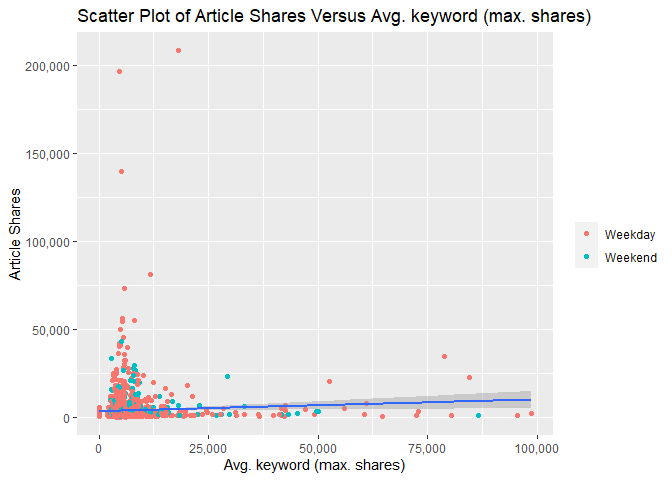 Scatter Plot of Article Shares Versus Avg. keyword (max. shares)
200,000
150,000
100,000
50,000
0
Article Shares
0
25,000
50,000
75,000
100,000
Avg. keyword (max. shares)
Weekday
Weekend